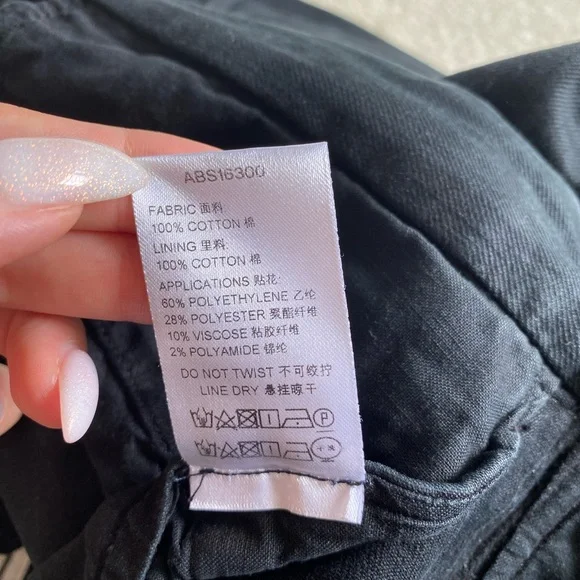 ABS16300
FABRIC 面料
100% COTTON 棉
LINING 里料
100% COTTON 棉
APPLICATIONS 贴花:
60% POLYETHYLENE 乙纶
28% POLYESTER 聚酯纤维
10% VISCOSE 粘胶纤维
2% POLYAMIDE 锦纶
DO NOT TWIST 不可绞拧
LINE DRY 悬挂晾干
P
干洗